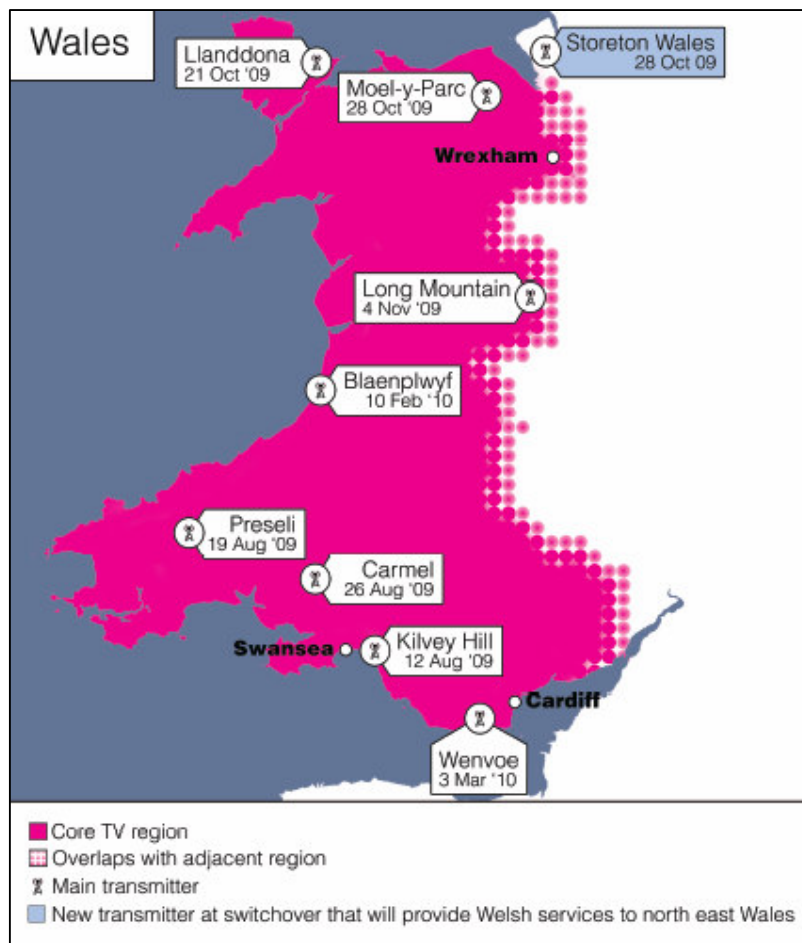 Wales
Llanddona
21 Oct '09
Storeton Wales
28 Oct 09
Moel-y-Parc
28 Oct '09
Wrexham
Long Mountain
4 Nov '09
Blaenplwyf
10 Feb '10
Preseli
19 Aug '09
Carmel
26 Aug '09
Swansea
Kilvey Hill
12 Aug '09
Cardiff
Wenvoe
3 Mar '10
Core TV region
Overlaps with adjacent region
Main transmitter
New transmitter at switchover that will provide Welsh services to north east Wales